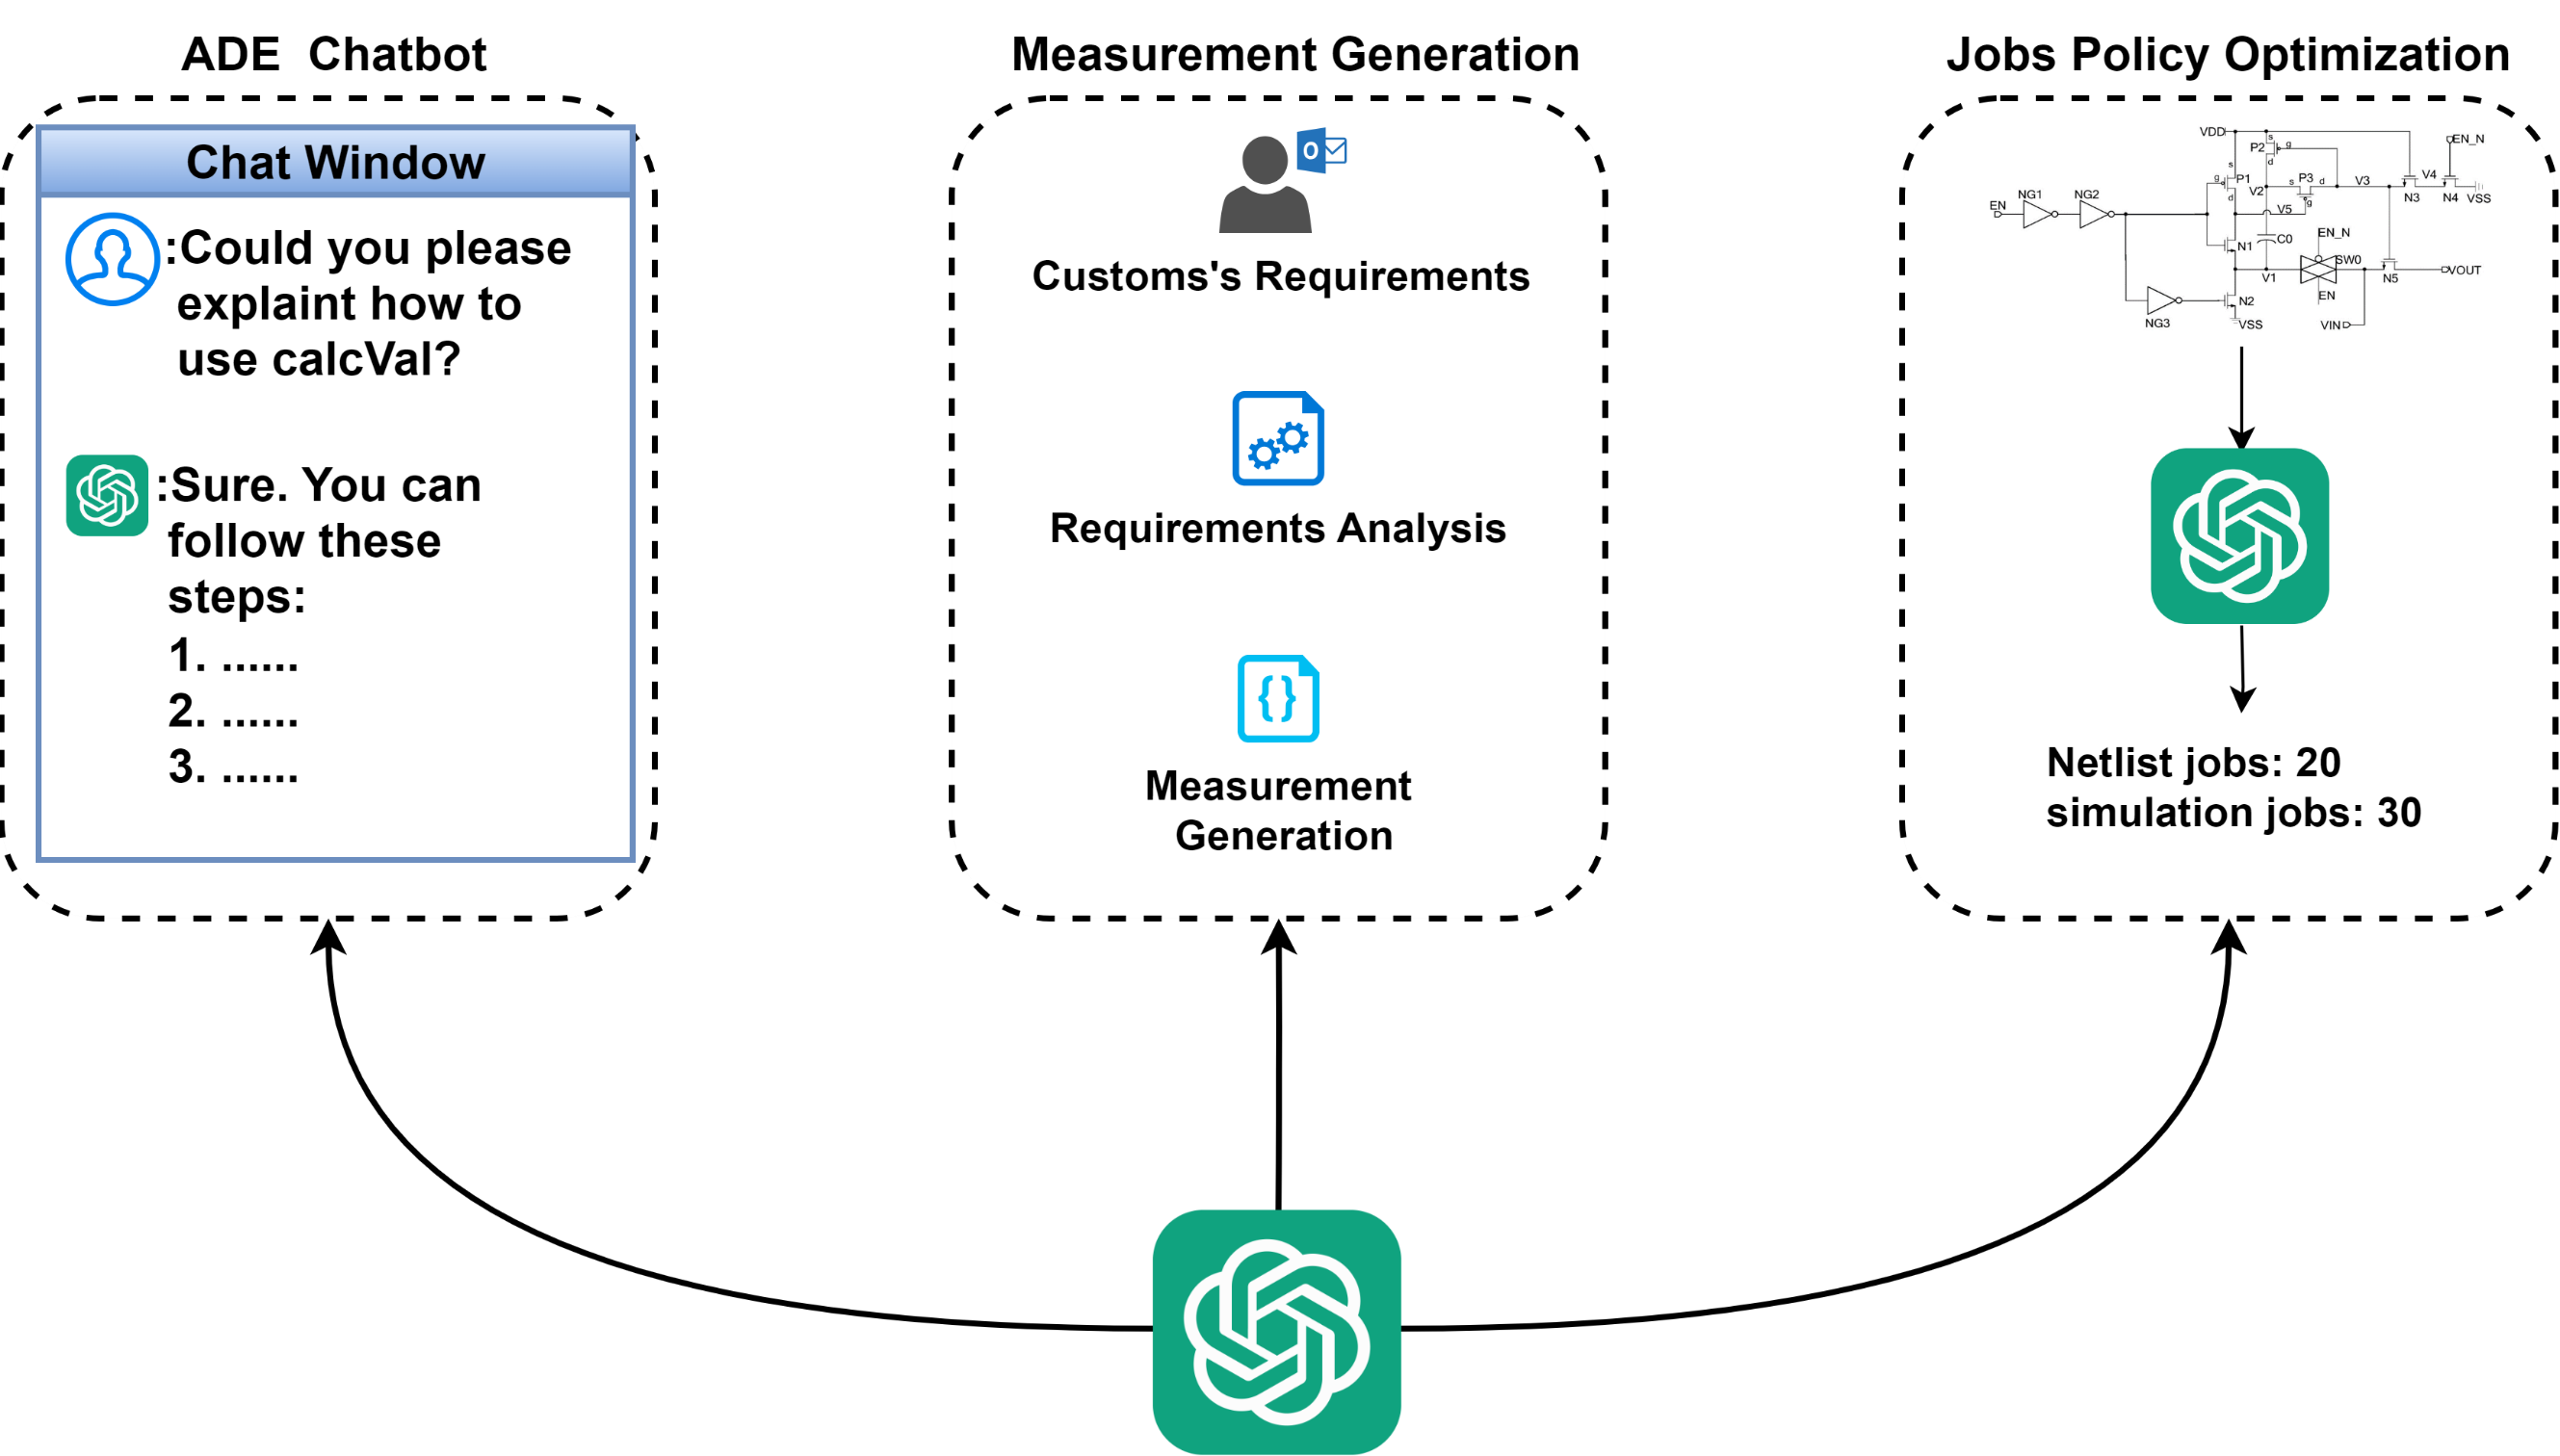 ADE  Chatbot
Chat Window
:Could you please
explaint how to
use calcVal?
:Sure. You can
follow these
steps:
1. ......
2. ......
3. ......
Measurement Generation
Customs's Requirements
Requirements Analysis
{}
Measurement
Generation
Jobs Policy Optimization
VDD
s
P2
g
d
EN_N
s
g
P1
d
V2
s
P3
d
g
V3
V4
N3
N4
VSS
EN
NG1
NG2
V5
N1
C0
EN_N
SW0
V1
EN
N5
VOUT
NG3
N2
VSS
VIN
Netlist jobs: 20
simulation jobs: 30